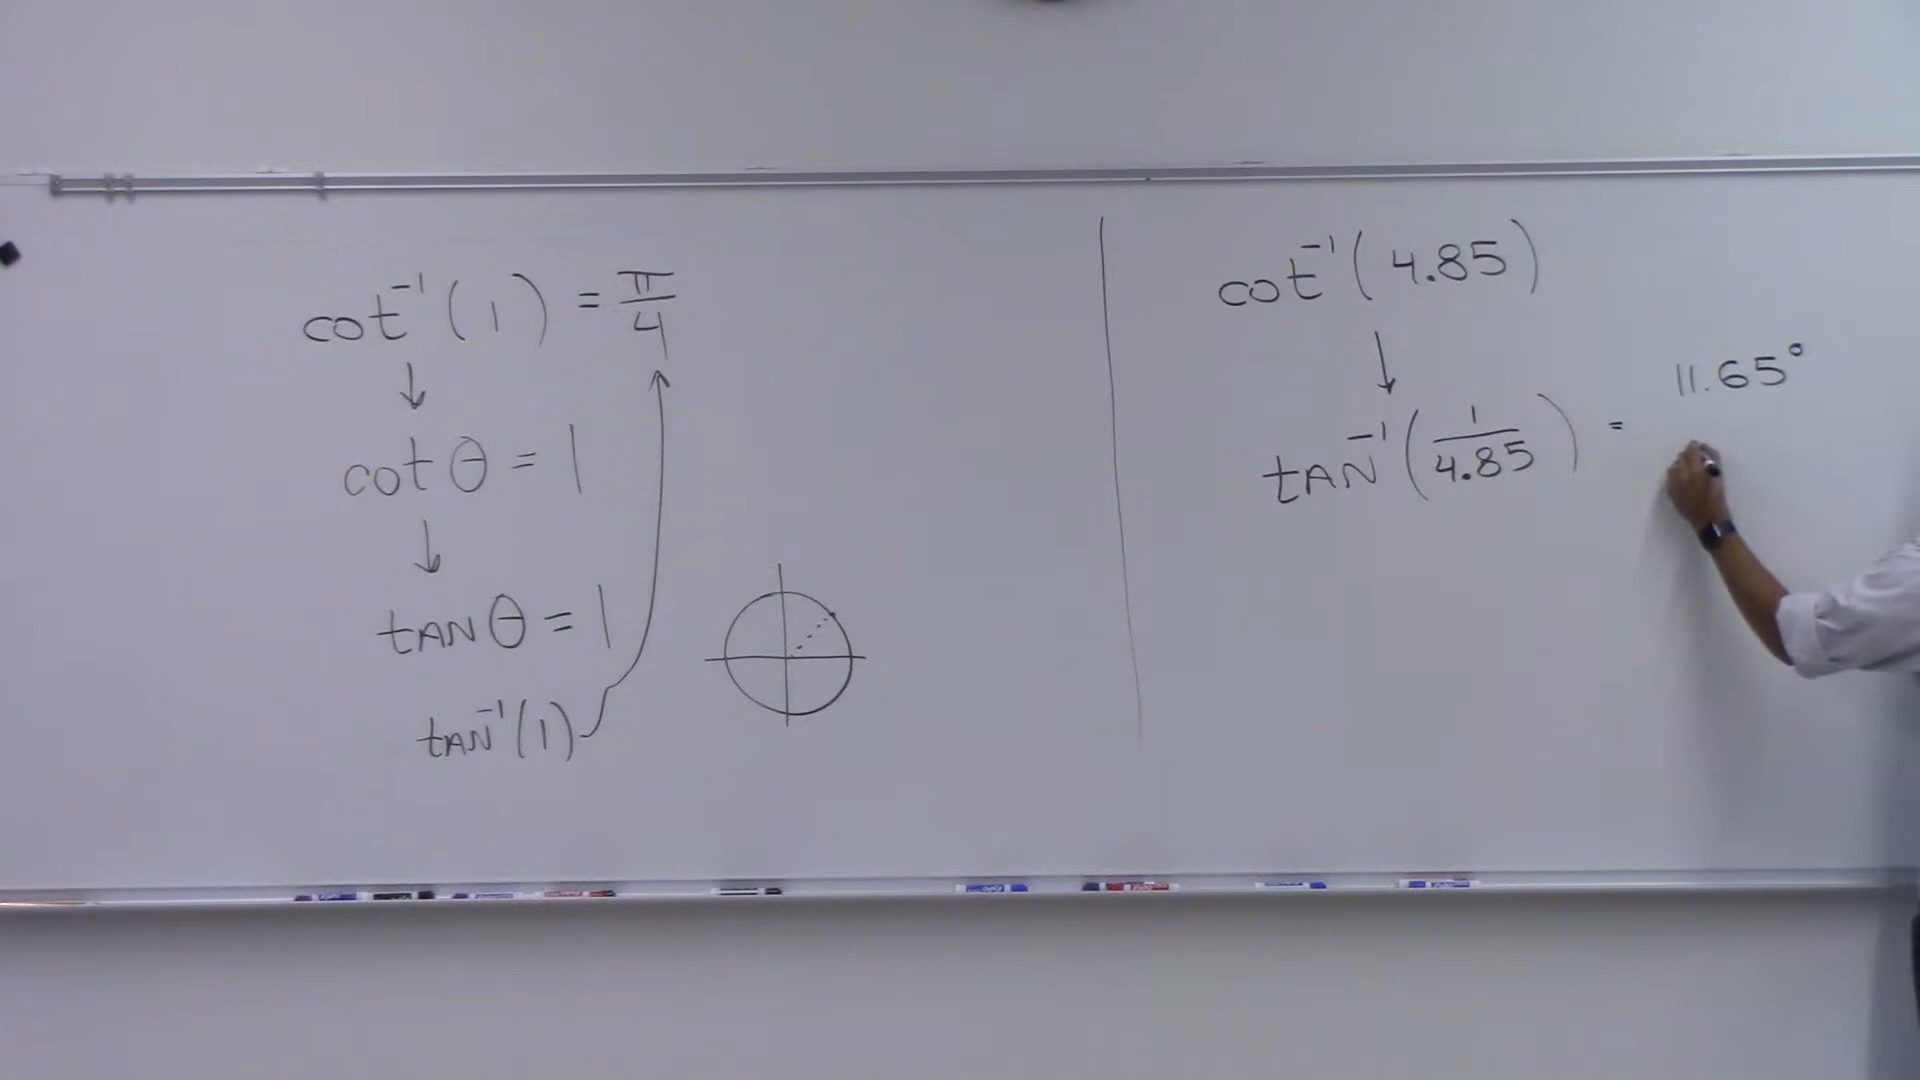 cot⁻¹(1) = π/4
cot θ = 1
tAN θ = 1
tAN⁻¹(1)
cot⁻¹(4.85)
11.65°
tAN⁻¹(1/4.85) =